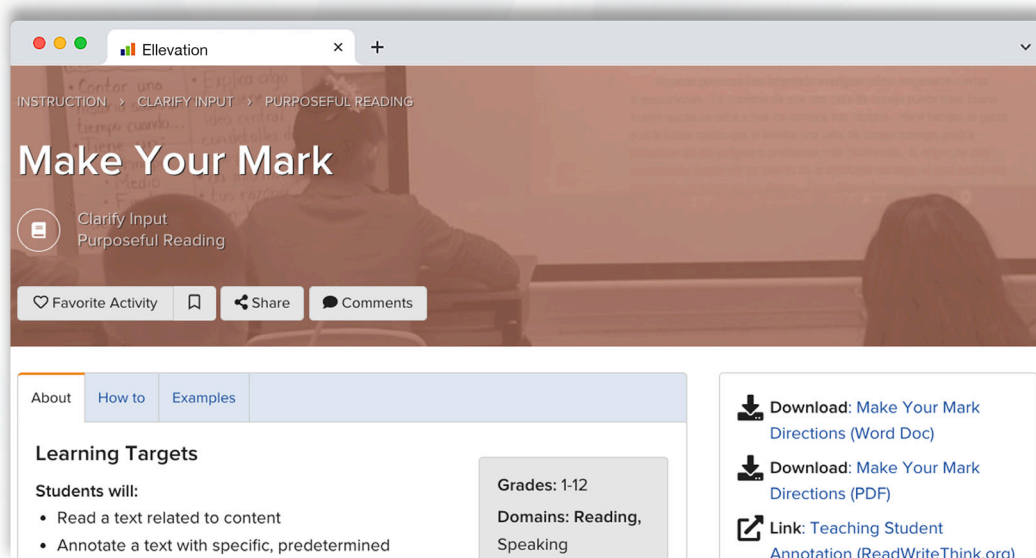 Ellevation
INSTRUCTION > CLARIFY INPUT > PURPOSEFUL READING
Make Your Mark
Clarify Input
Purposeful Reading
Favorite Activity
Share
Comments
About
How to
Examples
Learning Targets
Students will:
• Read a text related to content
• Annotate a text with specific, predetermined
Grades: 1-12
Domains: Reading,
Speaking
Download: Make Your Mark
Directions (Word Doc)
Download: Make Your Mark
Directions (PDF)
Link: Teaching Student
Annotation (ReadWriteThink.org)